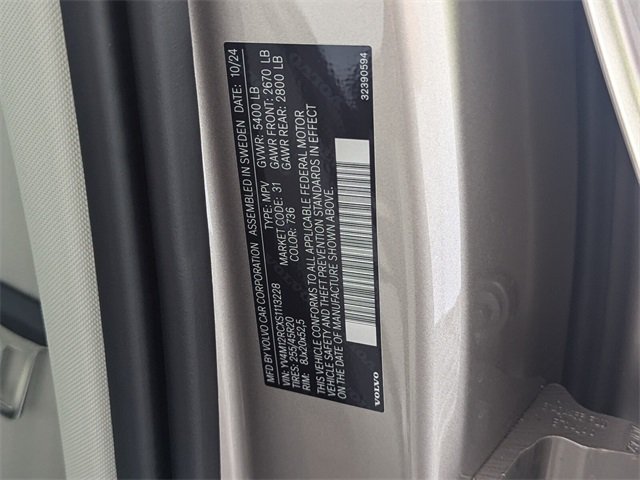 MFD BY VOLVO CAR CORPORATION ASSEMBLED IN SWEDEN DATE: 10/24
VIN: YV4M12RCXS1113228 TYPE: MPV GVWR: 5400 LB
TIRES: 255/45R20 MARKET CODE: 31 GAWR FRONT: 2670 LB
RIM: 8Jx20x52,5 COLOR: 736 GAWR REAR: 2800 LB
THIS VEHICLE CONFORMS TO ALL APPLICABLE FEDERAL MOTOR
VEHICLE SAFETY AND THEFT PREVENTION STANDARDS IN EFFECT
ON THE DATE OF MANUFACTURE SHOWN ABOVE.
VOLVO 32390594